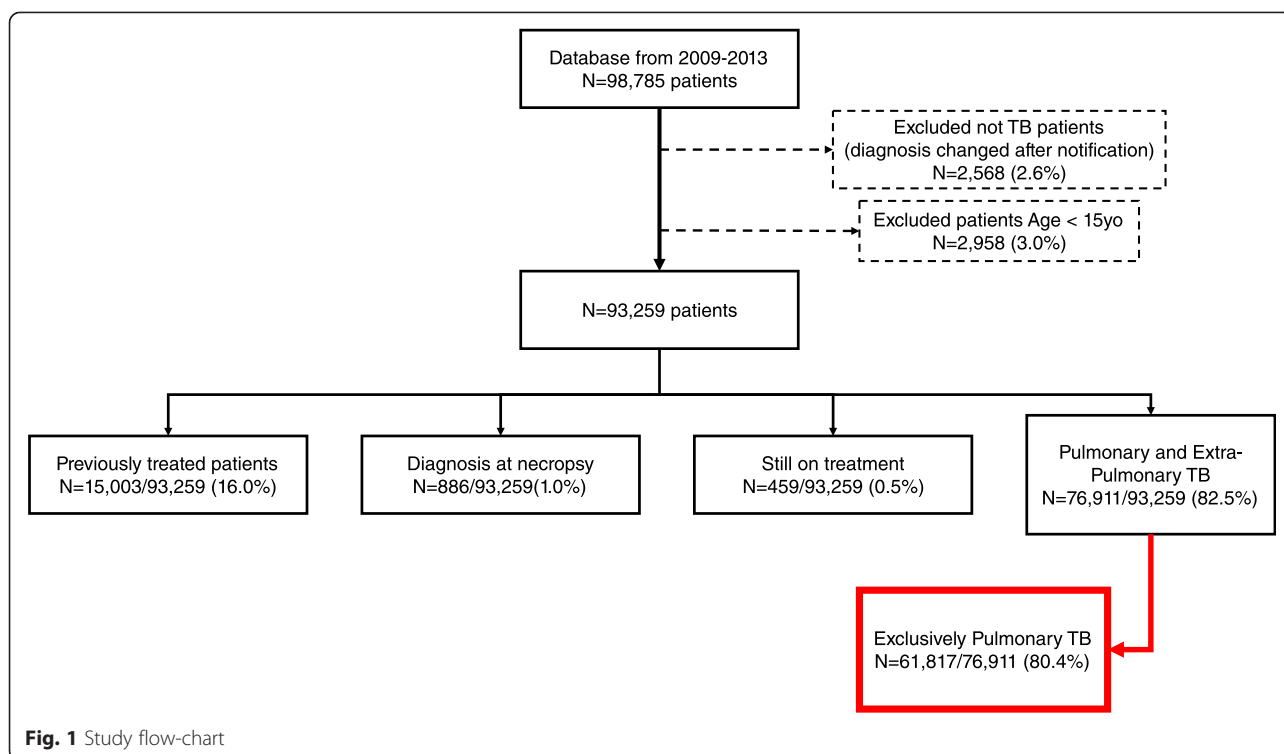 Database from 2009-2013
N=98,785 patients
Excluded not TB patients
(diagnosis changed after notification)
N=2,568 (2.6%)
Excluded patients Age < 15yo
N=2,958 (3.0%)
N=93,259 patients
Previously treated patients
N=15,003/93,259 (16.0%)
Diagnosis at necropsy
N=886/93,259(1.0%)
Still on treatment
N=459/93,259 (0.5%)
Pulmonary and Extra-
Pulmonary TB
N=76,911/93,259 (82.5%)
Exclusively Pulmonary TB
N=61,817/76,911 (80.4%)
Fig. 1 Study flow-chart